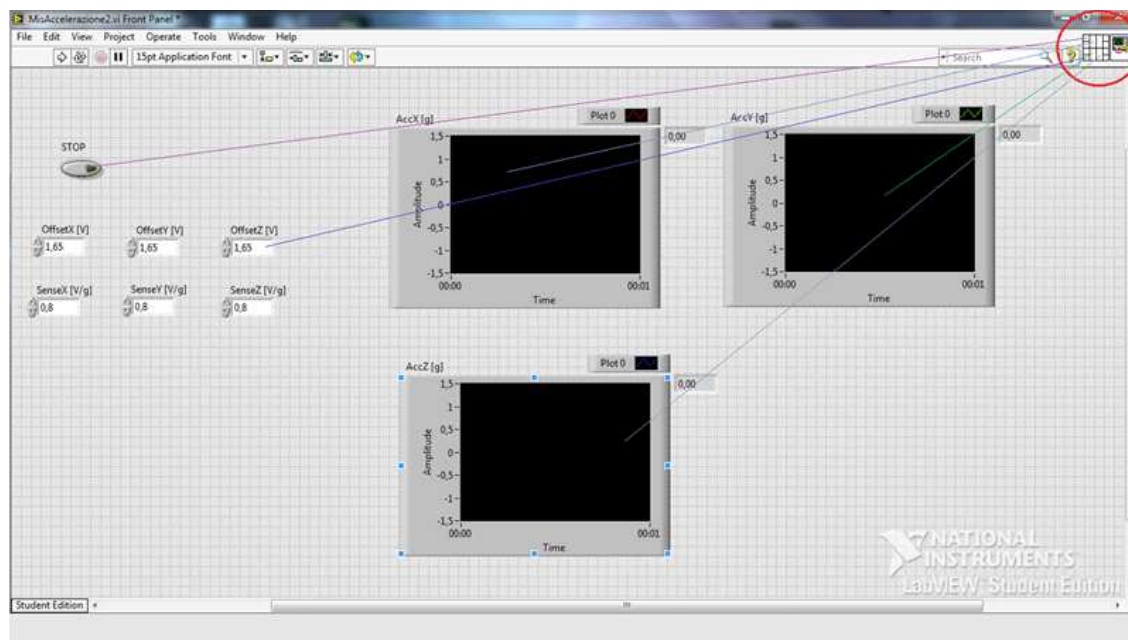 MisAccelerazione2.vi Front Panel *
File Edit View Project Operate Tools Window Help
15pt Application Font
Search
STOP
OffsetX [V] OffsetY [V] OffsetZ [V]
1,65 1,65 1,65
SenseX [V/g] SenseY [V/g] SenseZ [V/g]
0,8 0,8 0,8
AccX [g] Plot 0
0,00
1,5
1
0,5
0
-0,5
-1
-1,5
Amplitude
00:00 00:01
Time
AccY [g] Plot 0
0,00
1,5
1
0,5
0
-0,5
-1
-1,5
Amplitude
00:00 00:01
Time
AccZ [g] Plot 0
0,00
1,5
1
0,5
0
-0,5
-1
-1,5
Amplitude
00:00 00:01
Time
NATIONAL
INSTRUMENTS
LabVIEW Student Edition
Student Edition